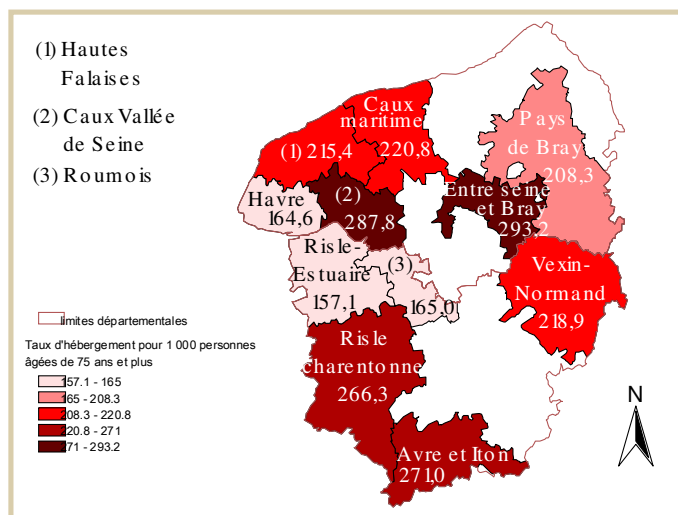 (1) Hautes
Falaises
(2) Caux Vallée
de Seine
(3) Roumois
Caux
maritime
220,8
(1) 215,4
Pays
de Bray
208,3
Havre
164,6
(2)
287,8
Entre seine
et Bray
293,2
Risle-
Estuaire
157,1
(3)
165,0
Vexin-
Normand
218,9
Risle
charentonne
266,3
Avre et Iton
271,0
limites départementales
Taux d'hébergement pour 1 000 personnes
âgées de 75 ans et plus
157.1 - 165
165 - 208.3
208.3 - 220.8
220.8 - 271
271 - 293.2
N